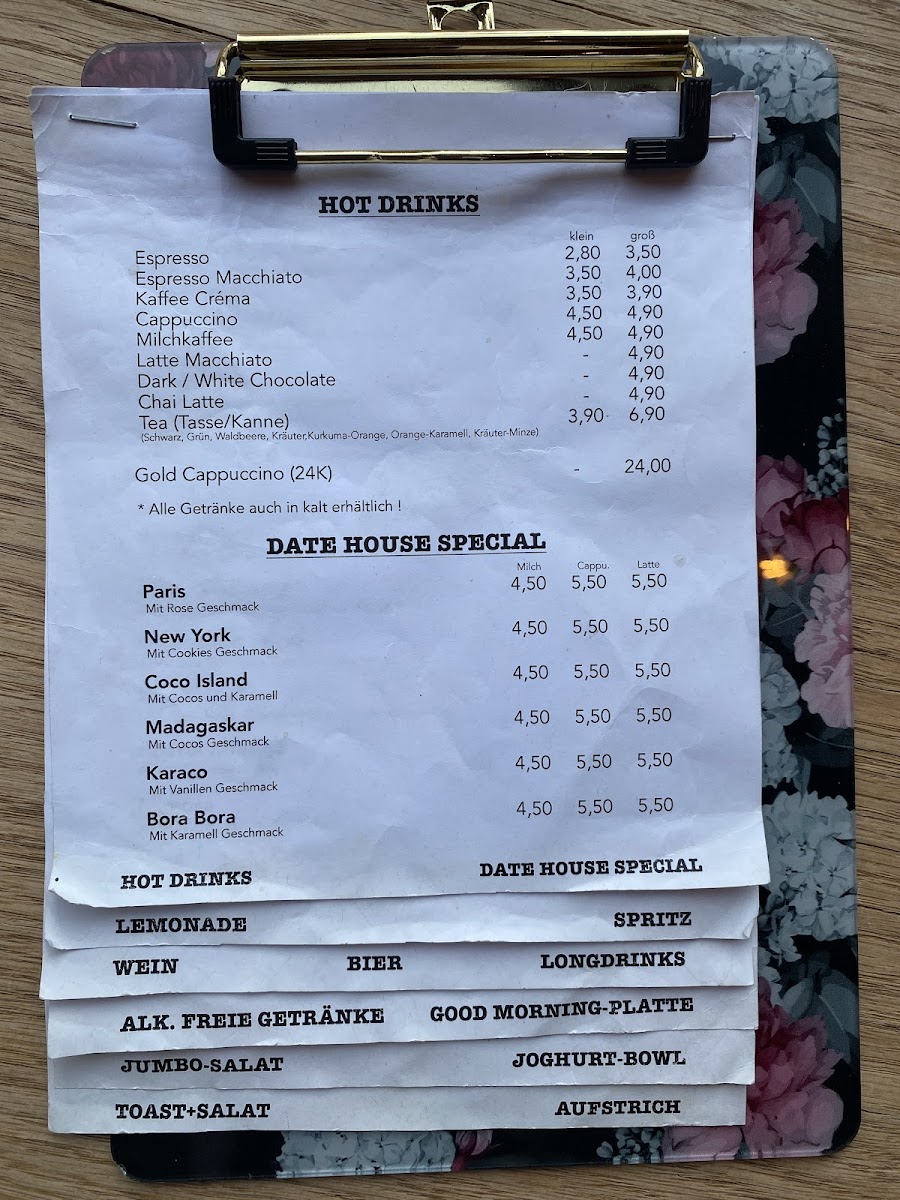 HOT DRINKS
klein groß
Espresso 2,80 3,50
Espresso Macchiato 3,50 4,00
Kaffee Créma 3,50 3,90
Cappuccino 4,50 4,90
Milchkaffee 4,50 4,90
Latte Macchiato - 4,90
Dark / White Chocolate - 4,90
Chai Latte - 4,90
Tea (Tasse/Kanne) 3,90 6,90
(Schwarz, Grün, Waldbeere, Kräuter,Kurkuma-Orange, Orange-Karamell, Kräuter-Minze)
Gold Cappuccino (24K) - 24,00
* Alle Getränke auch in kalt erhältlich !
DATE HOUSE SPECIAL
Milch Cappu. Latte
Paris 4,50 5,50 5,50
Mit Rose Geschmack
New York 4,50 5,50 5,50
Mit Cookies Geschmack
Coco Island 4,50 5,50 5,50
Mit Cocos und Karamell
Madagaskar 4,50 5,50 5,50
Mit Cocos Geschmack
Karaco 4,50 5,50 5,50
Mit Vanillen Geschmack
Bora Bora 4,50 5,50 5,50
Mit Karamell Geschmack
HOT DRINKS DATE HOUSE SPECIAL
LEMONADE SPRITZ
WEIN BIER LONGDRINKS
ALK. FREIE GETRÄNKE GOOD MORNING-PLATTE
JUMBO-SALAT JOGHURT-BOWL
TOAST+SALAT AUFSTRICH